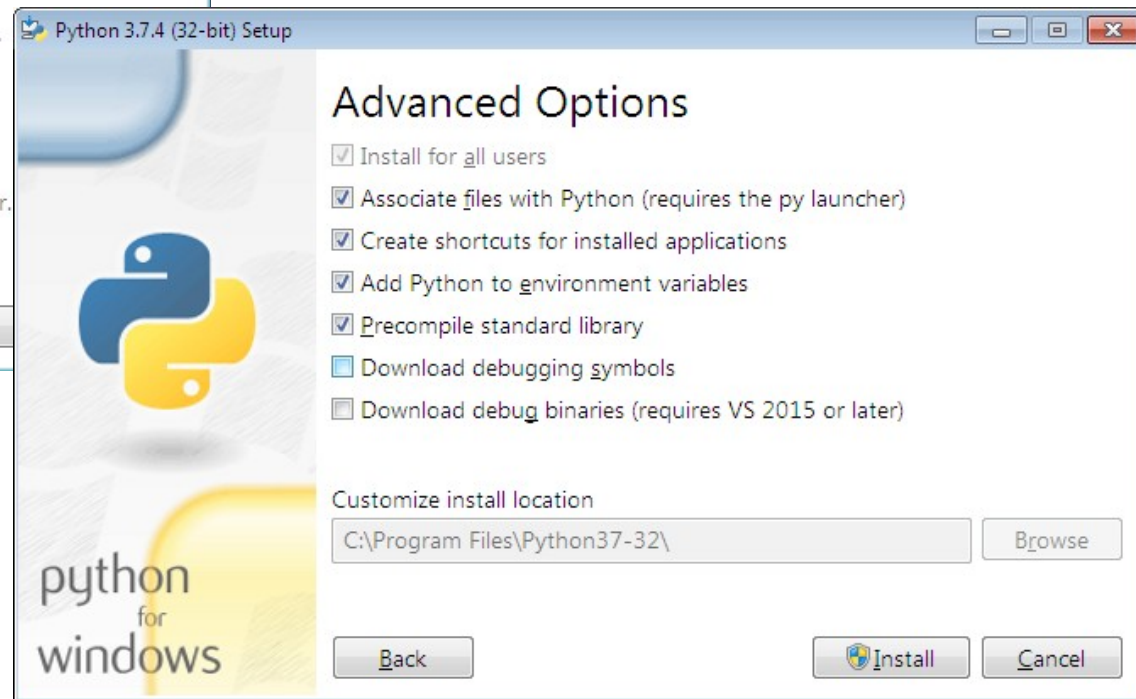 Python 3.7.4 (32-bit) Setup
Advanced Options
Install for all users
Associate files with Python (requires the py launcher)
Create shortcuts for installed applications
Add Python to environment variables
Precompile standard library
Download debugging symbols
Download debug binaries (requires VS 2015 or later)
Customize install location
C:\Program Files\Python37-32\
Browse
python
for
windows
Back
Install
Cancel